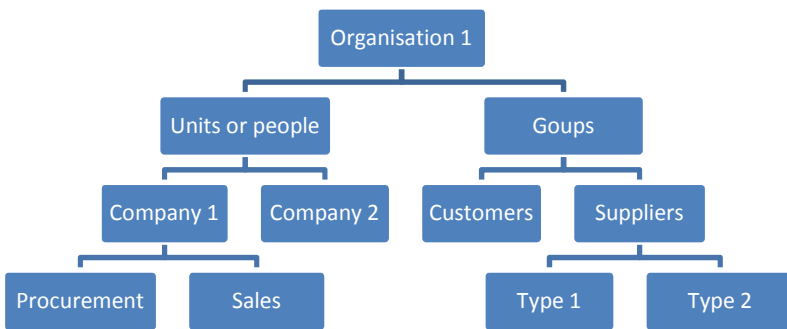 Organisation 1
Units or people
Goups
Company 1
Company 2
Customers
Suppliers
Procurement
Sales
Type 1
Type 2